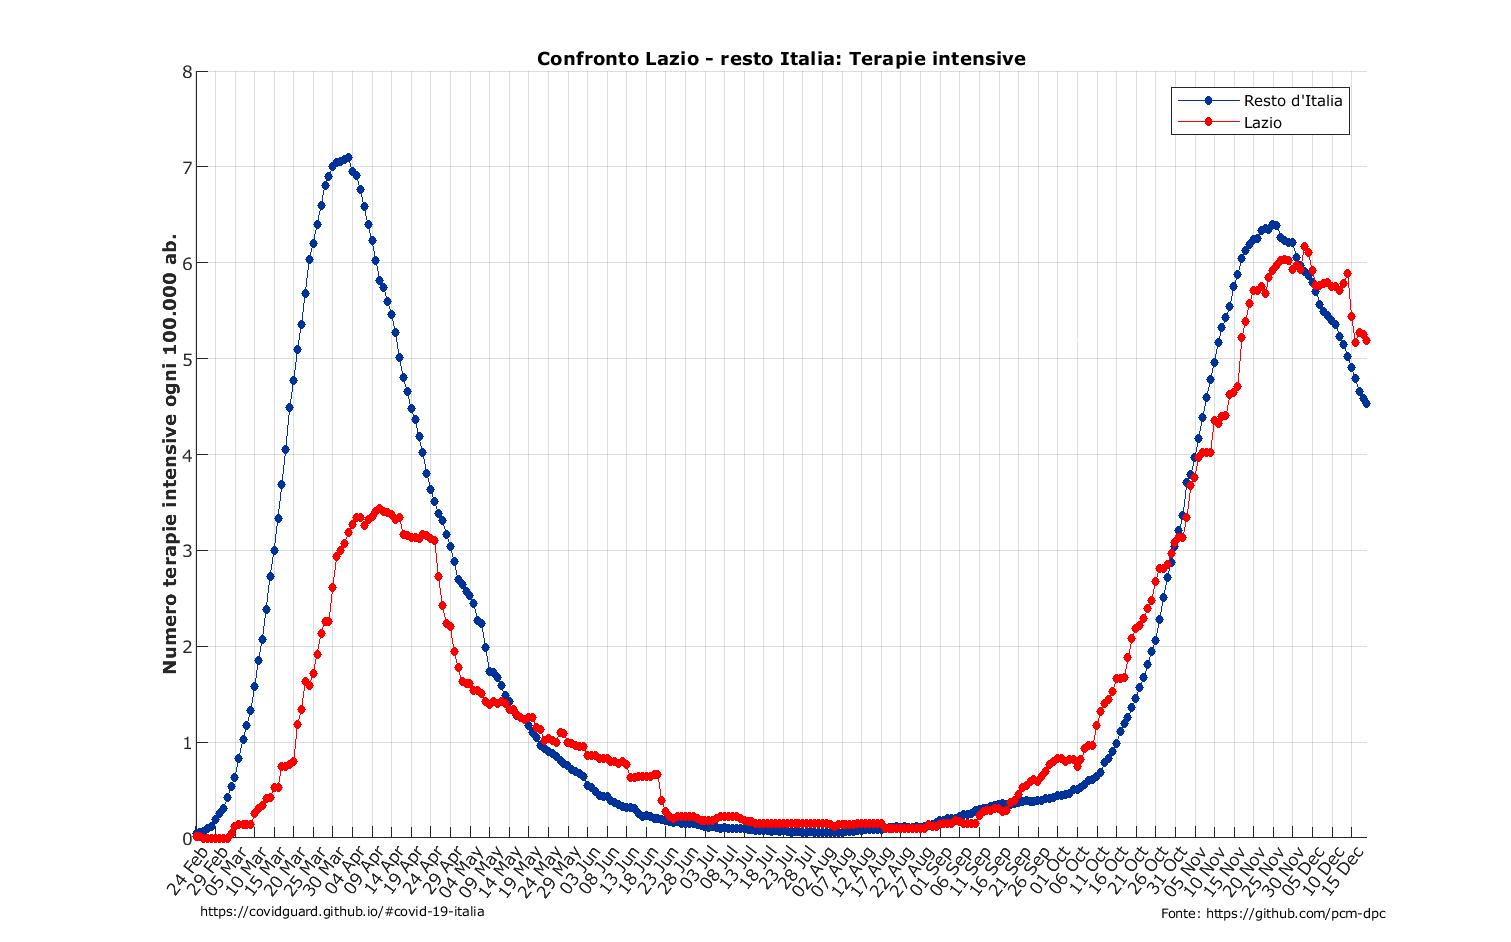 Confronto Lazio - resto Italia: Terapie intensive
Resto d'Italia
Lazio
Numero terapie intensive ogni 100.000 ab.
8
7
6
5
4
3
2
1
0
24 Feb
29 Feb
05 Mar
10 Mar
15 Mar
20 Mar
25 Mar
30 Mar
04 Apr
09 Apr
14 Apr
19 Apr
24 Apr
29 Apr
04 May
09 May
14 May
19 May
24 May
29 May
03 Jun
08 Jun
13 Jun
18 Jun
23 Jun
28 Jun
03 Jul
08 Jul
13 Jul
18 Jul
23 Jul
28 Jul
02 Aug
07 Aug
12 Aug
17 Aug
22 Aug
27 Aug
01 Sep
06 Sep
11 Sep
16 Sep
21 Sep
26 Sep
01 Oct
06 Oct
11 Oct
16 Oct
21 Oct
26 Oct
31 Oct
05 Nov
10 Nov
15 Nov
20 Nov
25 Nov
30 Nov
05 Dec
10 Dec
15 Dec
https://covidguard.github.io/#covid-19-italia
Fonte: https://github.com/pcm-dpc